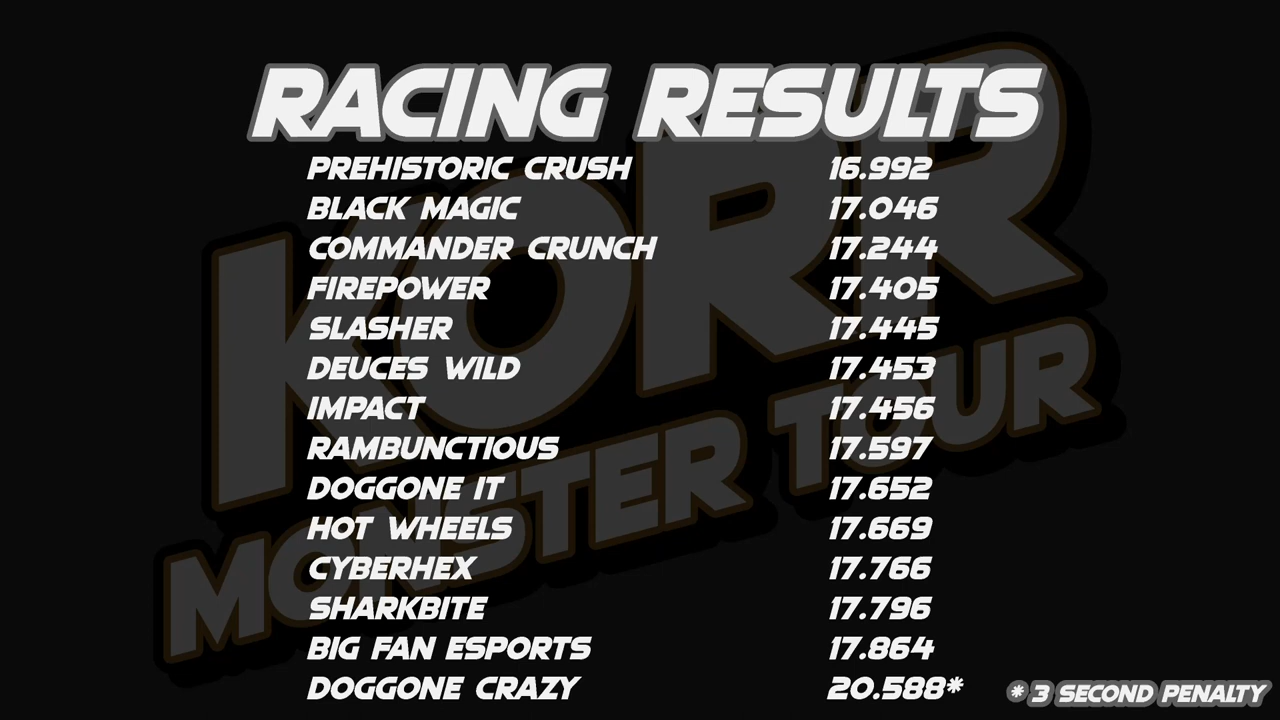 RACING RESULTS
PREHISTORIC CRUSH 16.992
BLACK MAGIC 17.046
COMMANDER CRUNCH 17.244
FIREPOWER 17.405
SLASHER 17.445
DEUCES WILD 17.453
IMPACT 17.456
RAMBUNCTIOUS 17.597
DOGGONE IT 17.652
HOT WHEELS 17.669
CYBERHEX 17.766
SHARKBITE 17.796
BIG FAN ESPORTS 17.864
DOGGONE CRAZY 20.588*
* 3 SECOND PENALTY
KORR
MONSTER TOUR